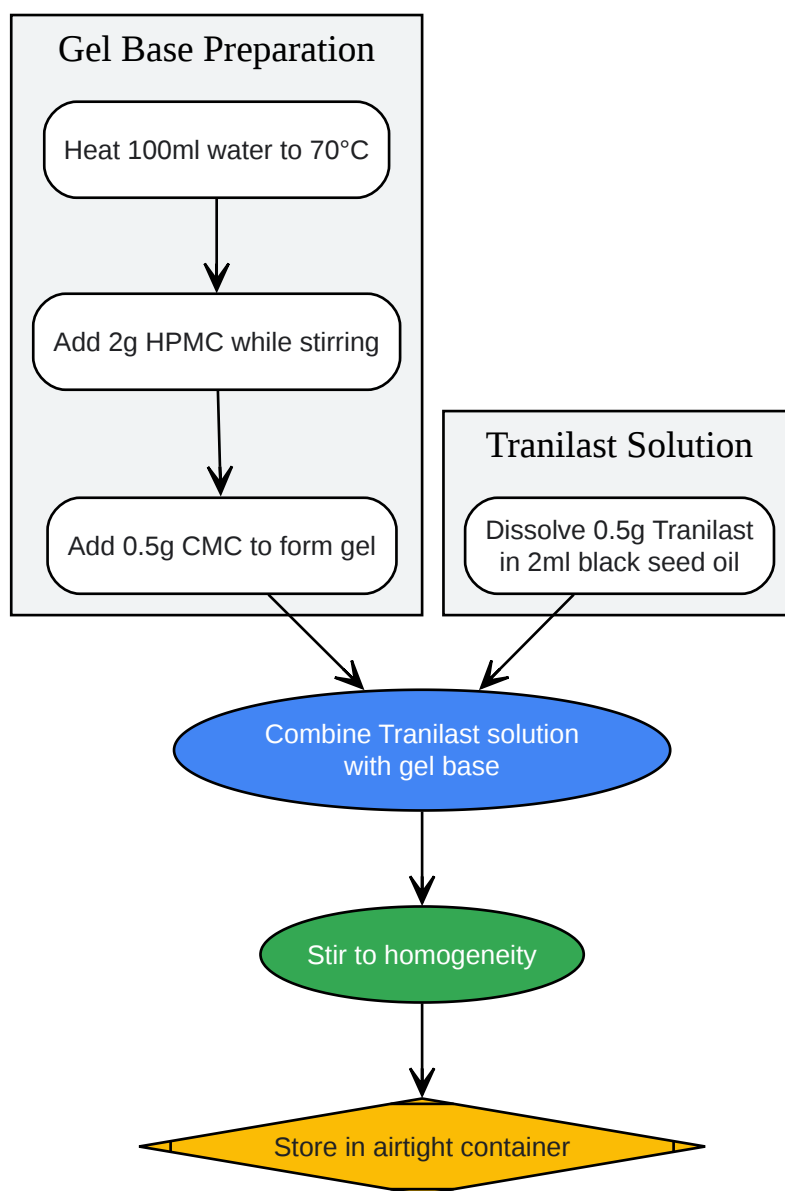 Gel Base Preparation
Heat 100ml water to 70°C
Add 2g HPMC while stirring
Add 0.5g CMC to form gel
Tranilast Solution
Dissolve 0.5g Tranilast
in 2ml black seed oil
Combine Tranilast solution
with gel base
Stir to homogeneity
Store in airtight container